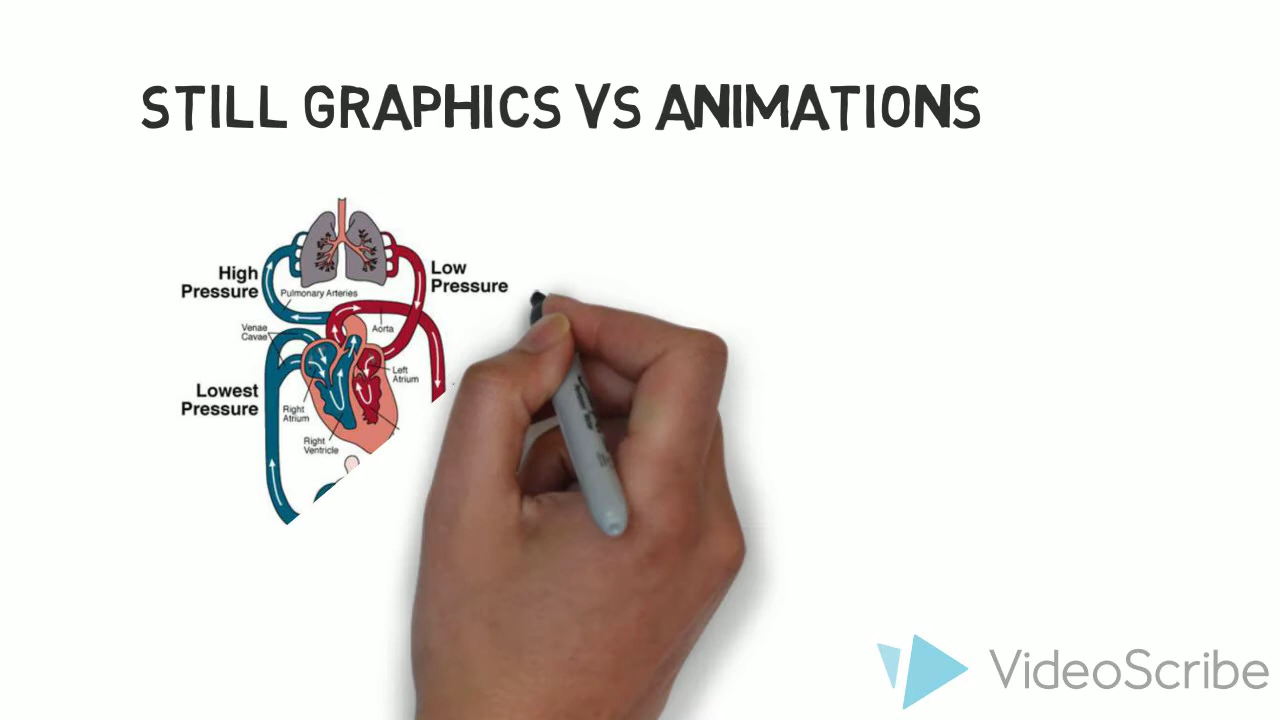 STILL GRAPHICS VS ANIMATIONS
High
Pressure
Low
Pressure
Pulmonary Arteries
Venae
Cavae
Aorta
Left
Atrium
Lowest
Pressure
Right
Atrium
Right
Ventricle
VideoScribe